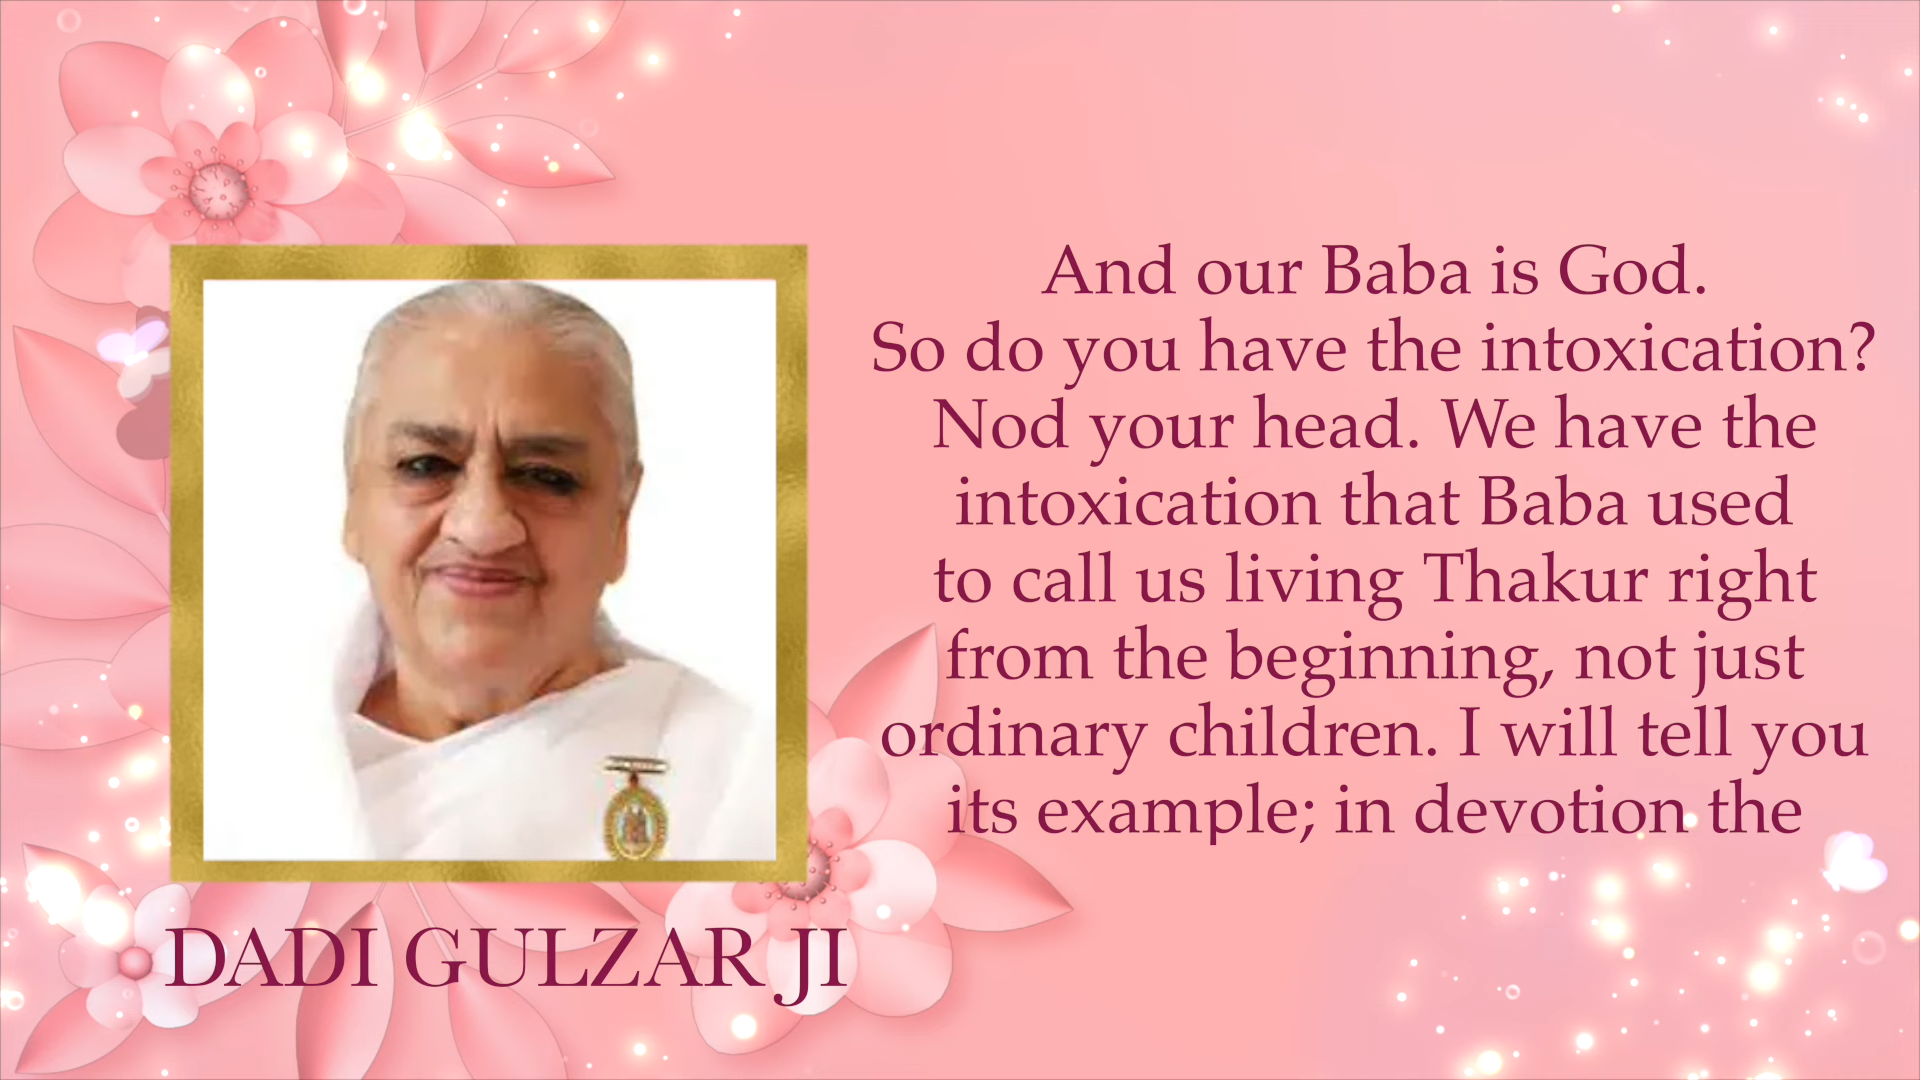 And our Baba is God.
So do you have the intoxication?
Nod your head. We have the
intoxication that Baba used
to call us living Thakur right
from the beginning, not just
ordinary children. I will tell you
its example; in devotion the
DADI GULZAR JI